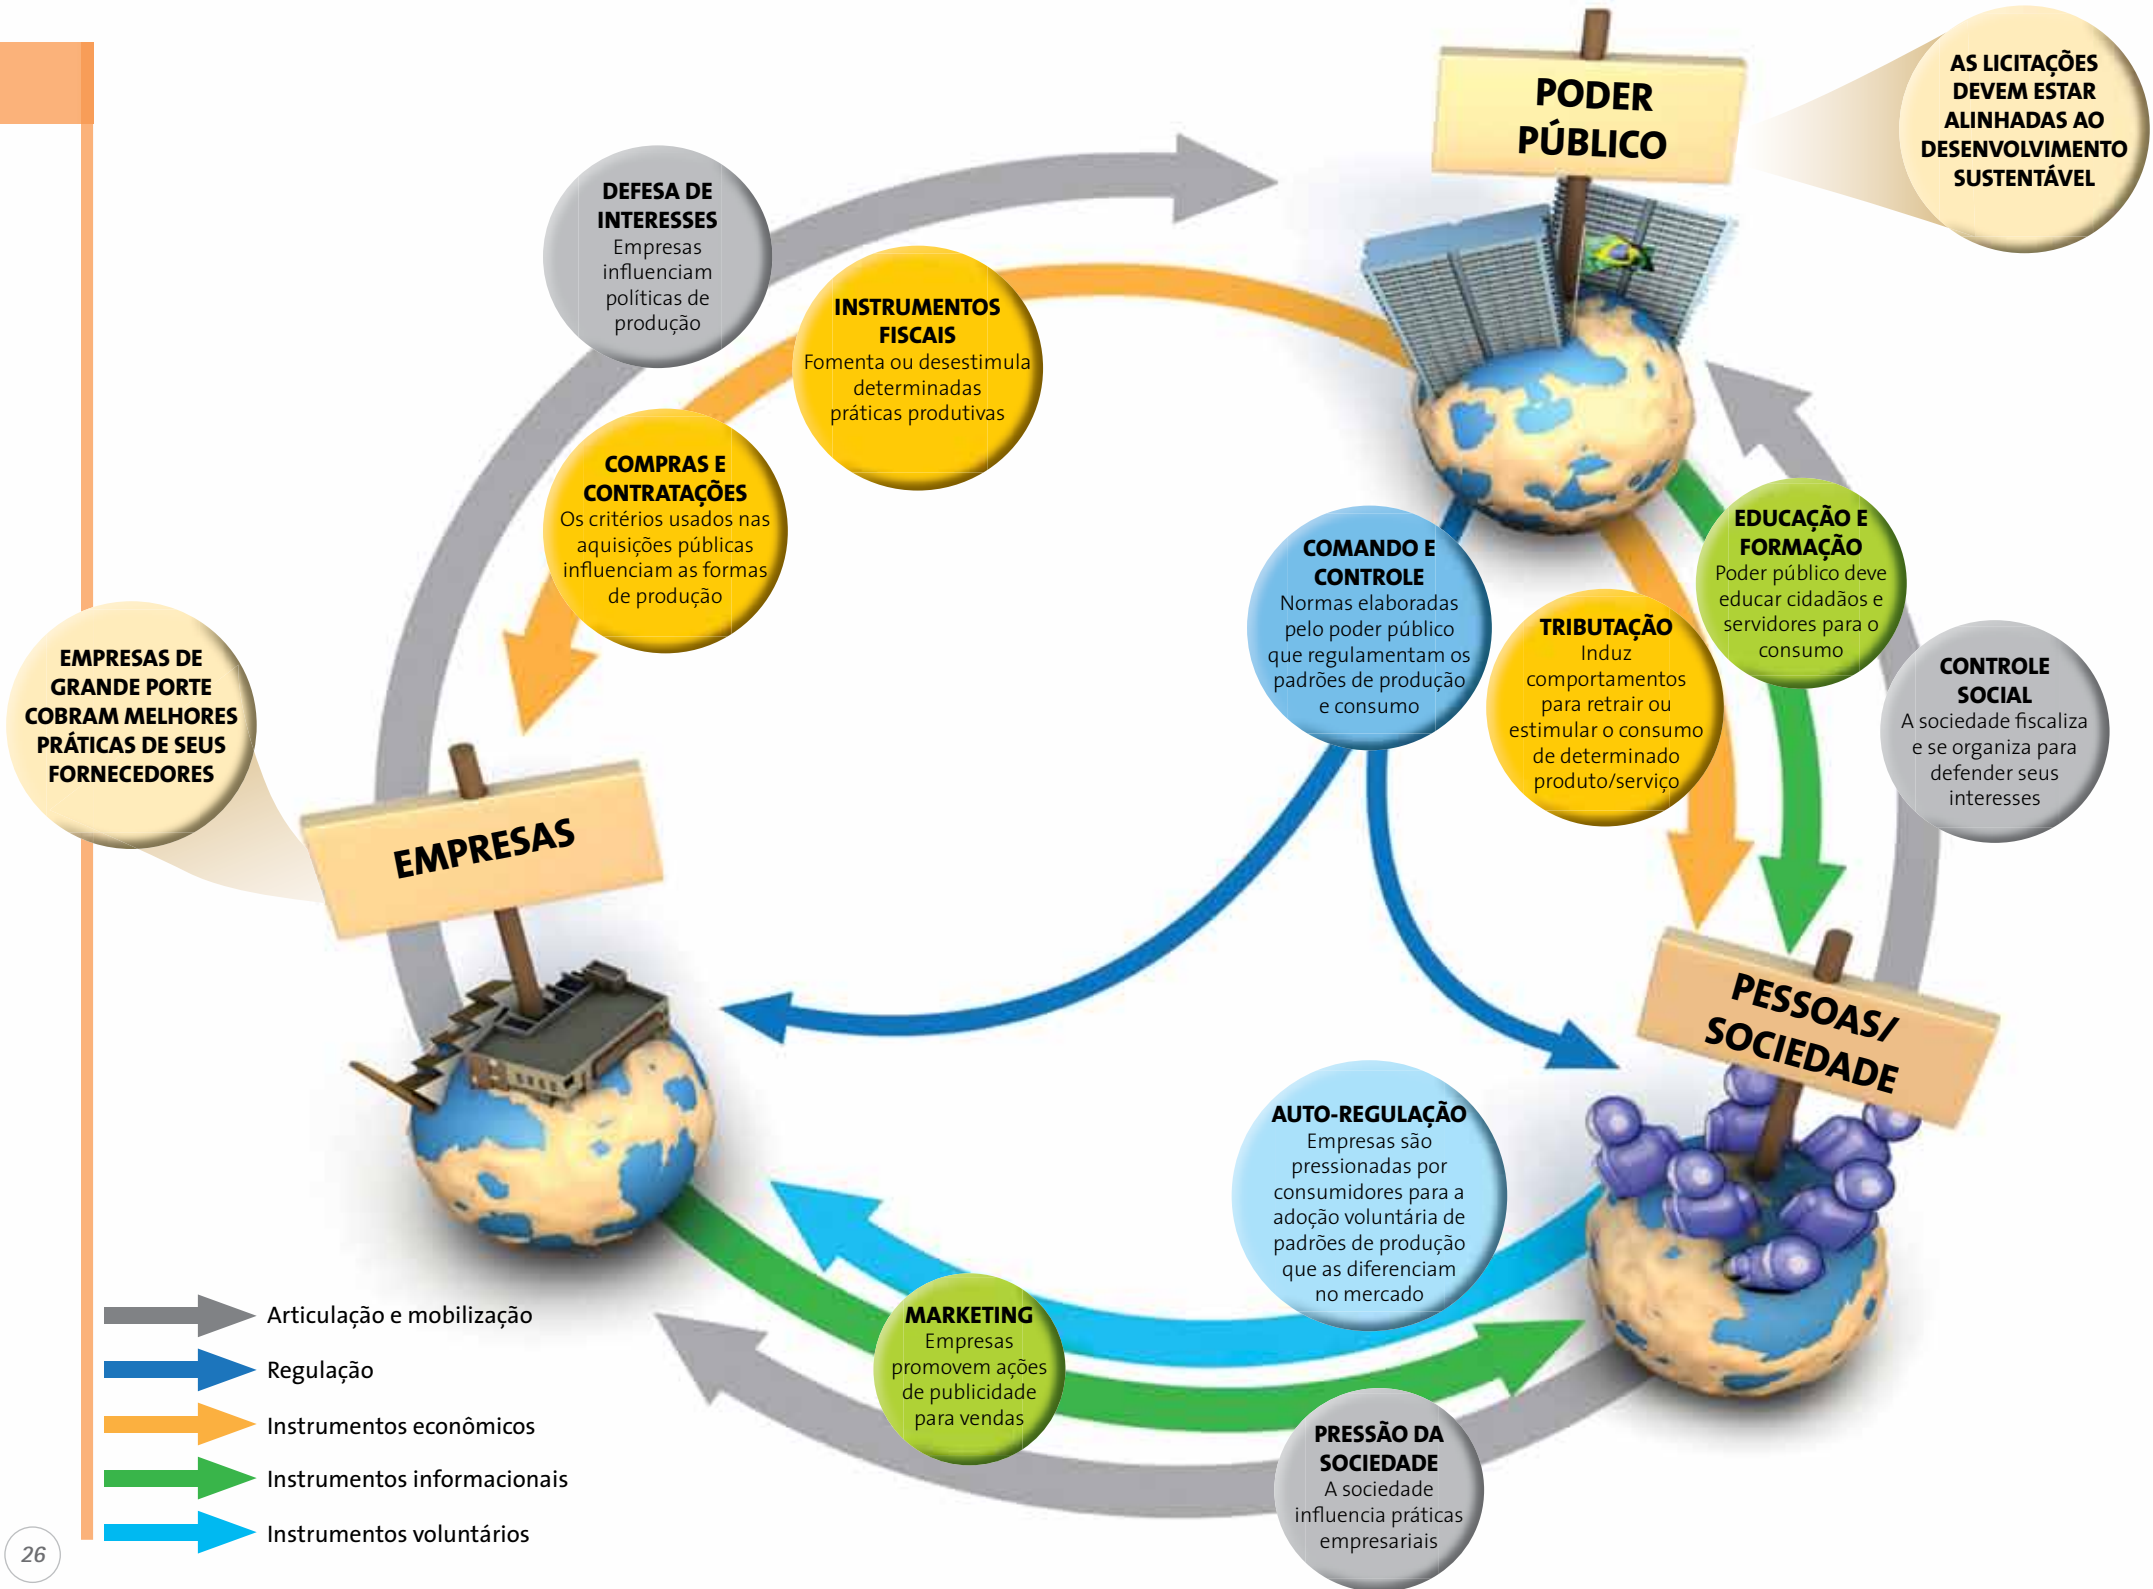 PODER
PÚBLICO
AS LICITAÇÕES
DEVEM ESTAR
ALINHADAS AO
DESENVOLVIMENTO
SUSTENTÁVEL
DEFESA DE
INTERESSES
Empresas
influenciam
políticas de
produção
INSTRUMENTOS
FISCAIS
Fomenta ou desestimula
determinadas
práticas produtivas
COMPRAS E
CONTRATAÇÕES
Os critérios usados nas
aquisições públicas
influenciam as formas
de produção
COMANDO E
CONTROLE
Normas elaboradas
pelo poder público
que regulamentam os
padrões de produção
e consumo
TRIBUTAÇÃO
Induz
comportamentos
para retrair ou
estimular o consumo
de determinado
produto/serviço
EDUCAÇÃO E
FORMAÇÃO
Poder público deve
educar cidadãos e
servidores para o
consumo
CONTROLE
SOCIAL
A sociedade fiscaliza
e se organiza para
defender seus
interesses
EMPRESAS DE
GRANDE PORTE
COBRAM MELHORES
PRÁTICAS DE SEUS
FORNECEDORES
EMPRESAS
PESSOAS/
SOCIEDADE
AUTO-REGULAÇÃO
Empresas são
pressionadas por
consumidores para a
adoção voluntária de
padrões de produção
que as diferenciam
no mercado
MARKETING
Empresas
promovem ações
de publicidade
para vendas
PRESSÃO DA
SOCIEDADE
A sociedade
influencia práticas
empresariais
Articulação e mobilização
Regulação
Instrumentos econômicos
Instrumentos informacionais
Instrumentos voluntários
26